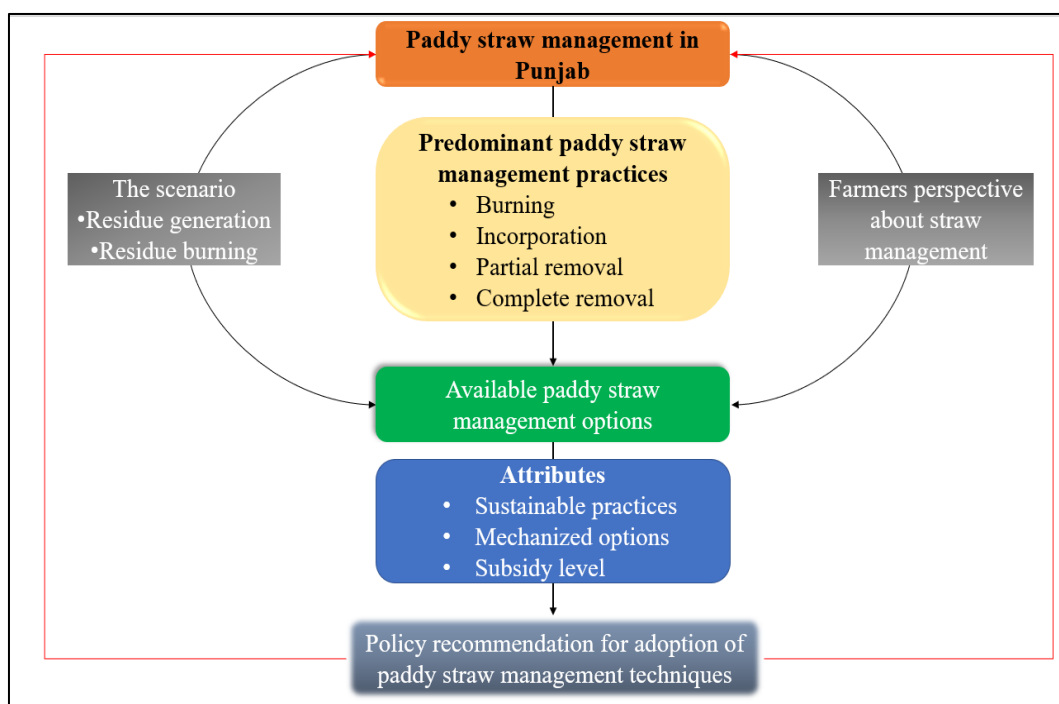 Paddy straw management in
Punjab
Predominant paddy straw
management practices
• Burning
• Incorporation
• Partial removal
• Complete removal
The scenario
•Residue generation
•Residue burning
Farmers perspective
about straw
management
Available paddy straw
management options
Attributes
• Sustainable practices
• Mechanized options
• Subsidy level
Policy recommendation for adoption of
paddy straw management techniques